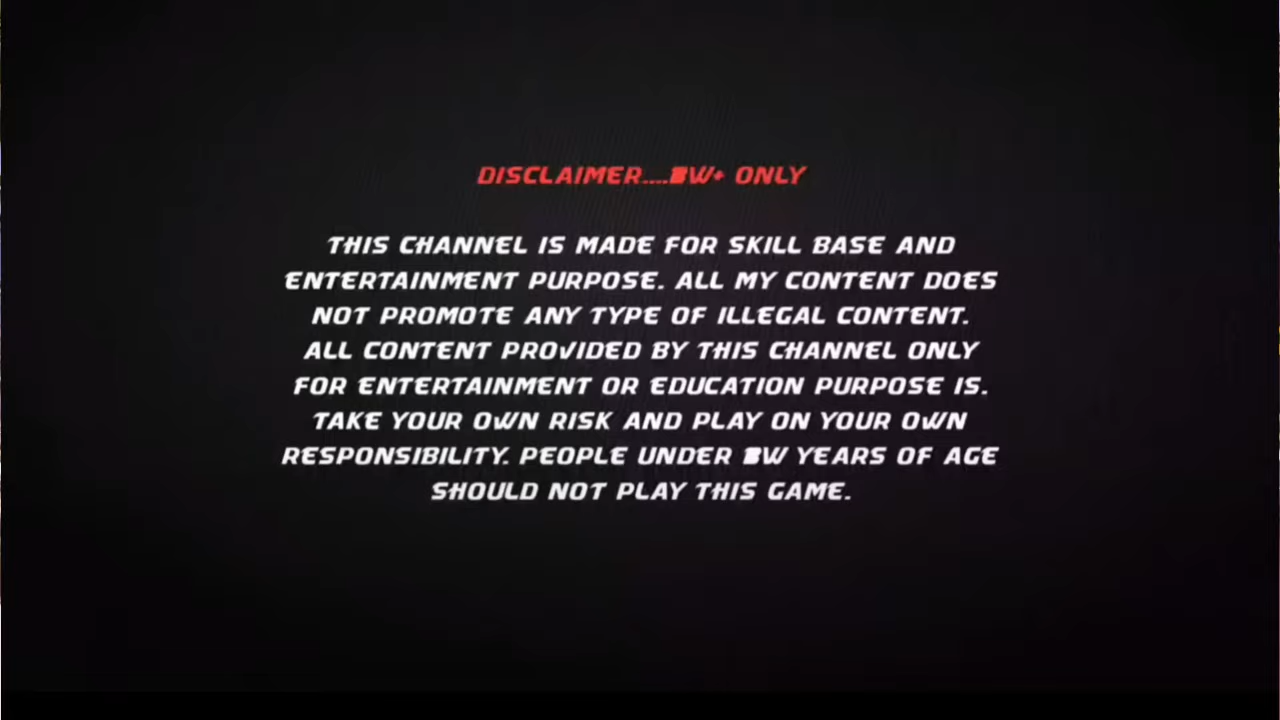 DISCLAIMER....8W+ ONLY
THIS CHANNEL IS MADE FOR SKILL BASE AND
ENTERTAINMENT PURPOSE. ALL MY CONTENT DOES
NOT PROMOTE ANY TYPE OF ILLEGAL CONTENT.
ALL CONTENT PROVIDED BY THIS CHANNEL ONLY
FOR ENTERTAINMENT OR EDUCATION PURPOSE IS.
TAKE YOUR OWN RISK AND PLAY ON YOUR OWN
RESPONSIBILITY. PEOPLE UNDER 8W YEARS OF AGE
SHOULD NOT PLAY THIS GAME.